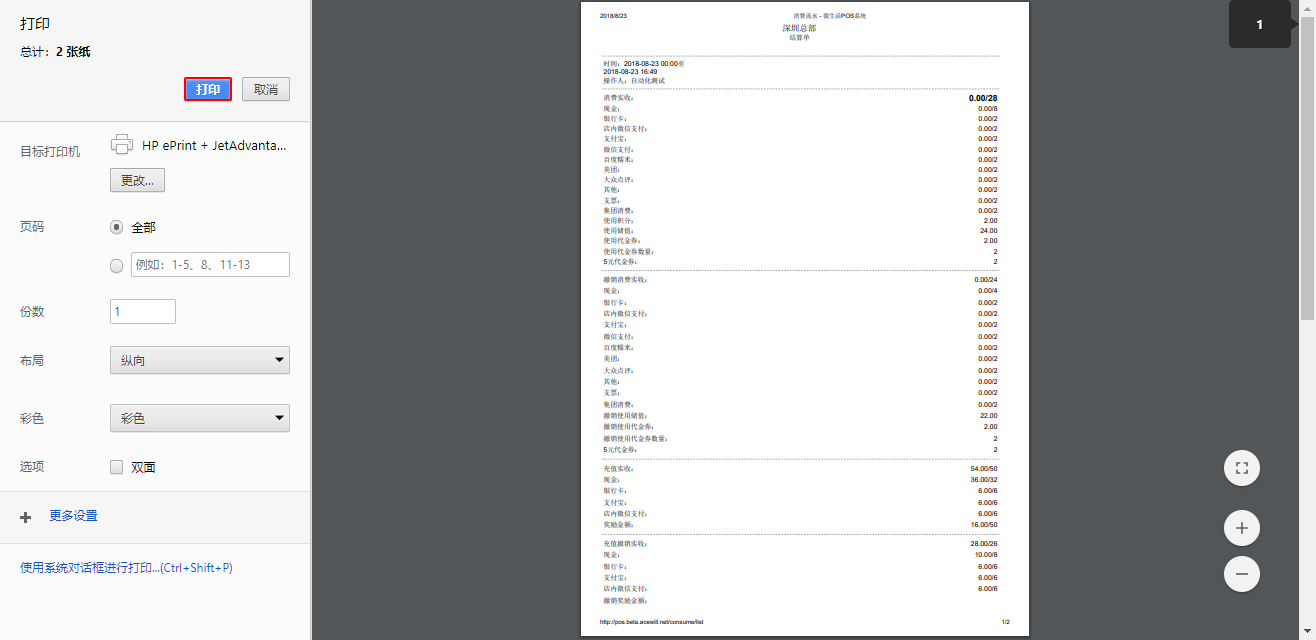 打印
总计：2 张纸
打印
取消
目标打印机
HP ePrint + JetAdvanta...
更改...
页码
全部
例如：1-5、8、11-13
份数
1
布局
纵向
彩色
彩色
选项
双面
更多设置
使用系统对话框进行打印...(Ctrl+Shift+P)
2018/8/23 消费流水 - 微生活POS系统
深圳总部
结算单
时间：2018-08-23 00:00至
2018-08-23 16:49
操作人：自动化测试
消费实收： 0.00/28
现金： 0.00/8
银行卡： 0.00/2
店内微信支付： 0.00/2
支付宝： 0.00/2
微信支付： 0.00/2
百度糯米： 0.00/2
美团： 0.00/2
大众点评： 0.00/2
其他： 0.00/2
支票： 0.00/2
集团消费： 0.00/2
使用积分： 2.00
使用储值： 24.00
使用代金券： 2.00
使用代金券数量： 2
5元代金券： 2
撤销消费实收： 0.00/24
现金： 0.00/4
银行卡： 0.00/2
店内微信支付： 0.00/2
支付宝： 0.00/2
微信支付： 0.00/2
百度糯米： 0.00/2
美团： 0.00/2
大众点评： 0.00/2
其他： 0.00/2
支票： 0.00/2
集团消费： 0.00/2
撤销使用储值： 22.00
撤销使用代金券： 2.00
撤销使用代金券数量： 2
5元代金券： 2
充值实收： 54.00/50
现金： 36.00/32
银行卡： 6.00/6
支付宝： 6.00/6
店内微信支付： 6.00/6
奖励金额： 16.00/50
充值撤销实收： 28.00/26
现金： 10.00/8
银行卡： 6.00/6
支付宝： 6.00/6
店内微信支付： 6.00/6
撤销奖励金额：
http://pos.beta.acewill.net/consume/list 1/2
1